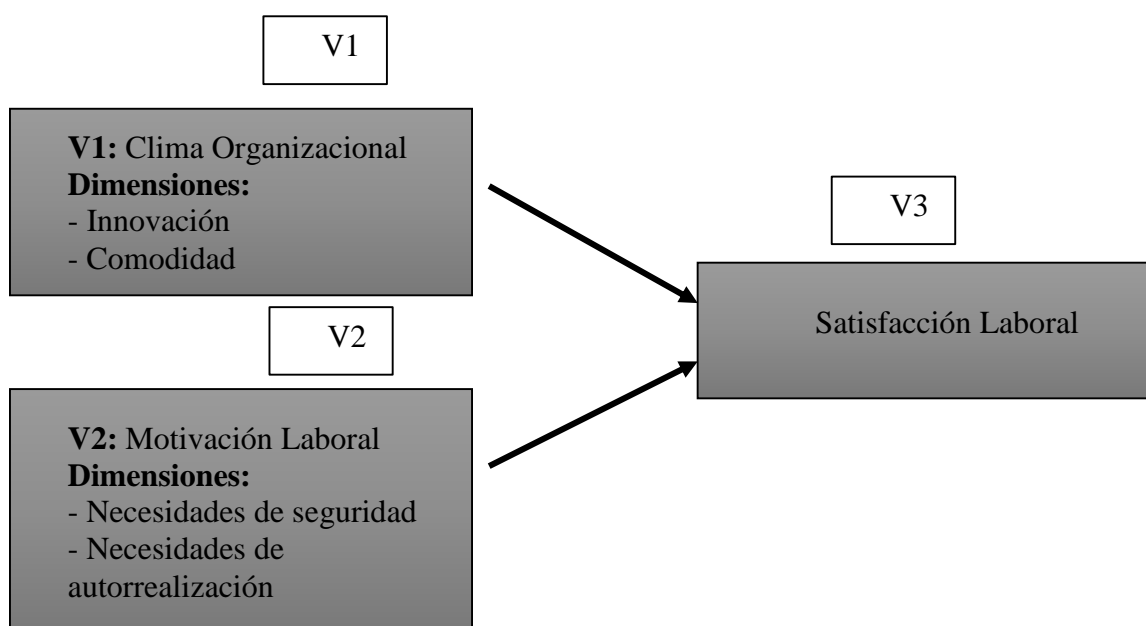 V1
V1: Clima Organizacional
Dimensiones:
- Innovación
- Comodidad
V2
V2: Motivación Laboral
Dimensiones:
- Necesidades de seguridad
- Necesidades de
autorrealización
V3
Satisfacción Laboral